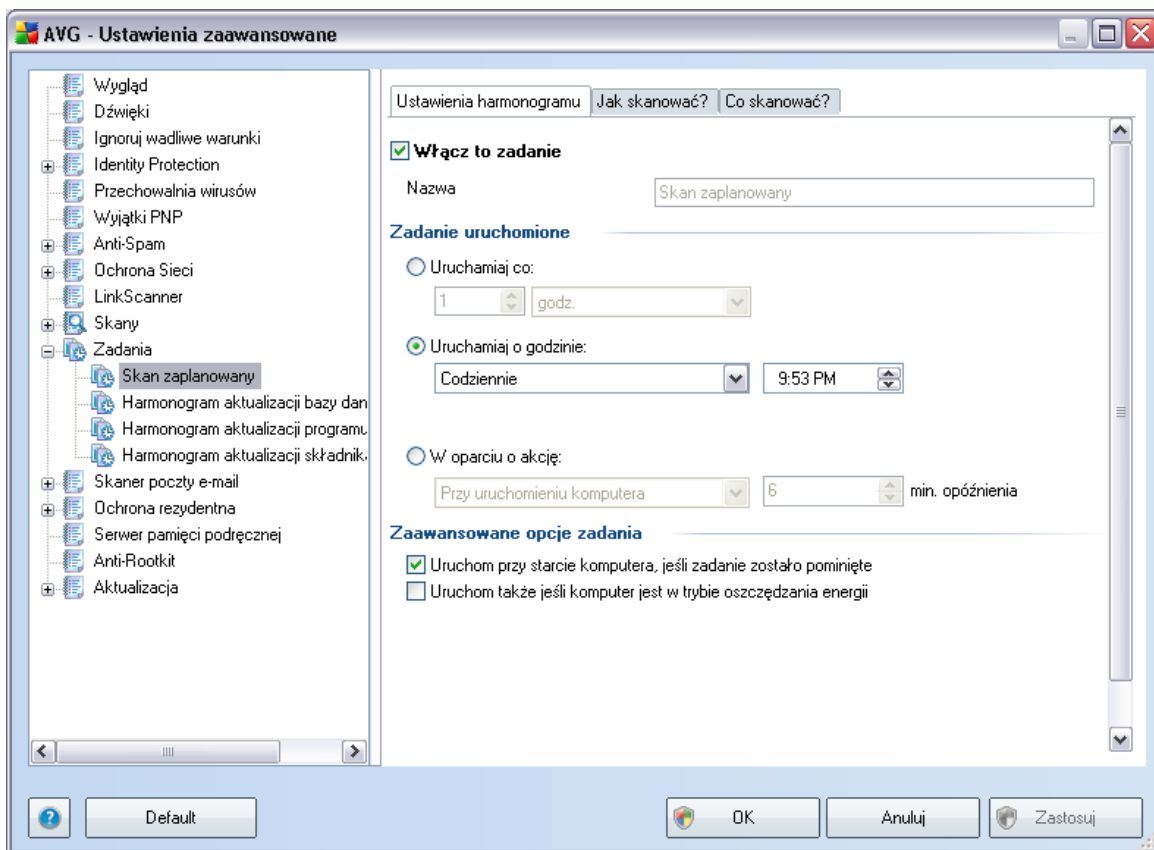 AVG - Ustawienia zaawansowane
Wygląd
Dźwięki
Ignoruj wadliwe warunki
Identity Protection
Przechowalnia wirusów
Wyjątki PNP
Anti-Spam
Ochrona Sieci
LinkScanner
Skany
Zadania
Skan zaplanowany
Harmonogram aktualizacji bazy dan
Harmonogram aktualizacji programu
Harmonogram aktualizacji składnik
Skaner poczty e-mail
Ochrona rezydentna
Serwer pamięci podręcznej
Anti-Rootkit
Aktualizacja
Ustawienia harmonogramu Jak skanować? Co skanować?
Włącz to zadanie
Nazwa Skan zaplanowany
Zadanie uruchomione
Uruchamiaj co:
1 godz.
Uruchamiaj o godzinie:
Codziennie 9:53 PM
W oparciu o akcję:
Przy uruchomieniu komputera 6 min. opóźnienia
Zaawansowane opcje zadania
Uruchom przy starcie komputera, jeśli zadanie zostało pominięte
Uruchom także jeśli komputer jest w trybie oszczędzania energii
? Default OK Anuluj Zastosuj